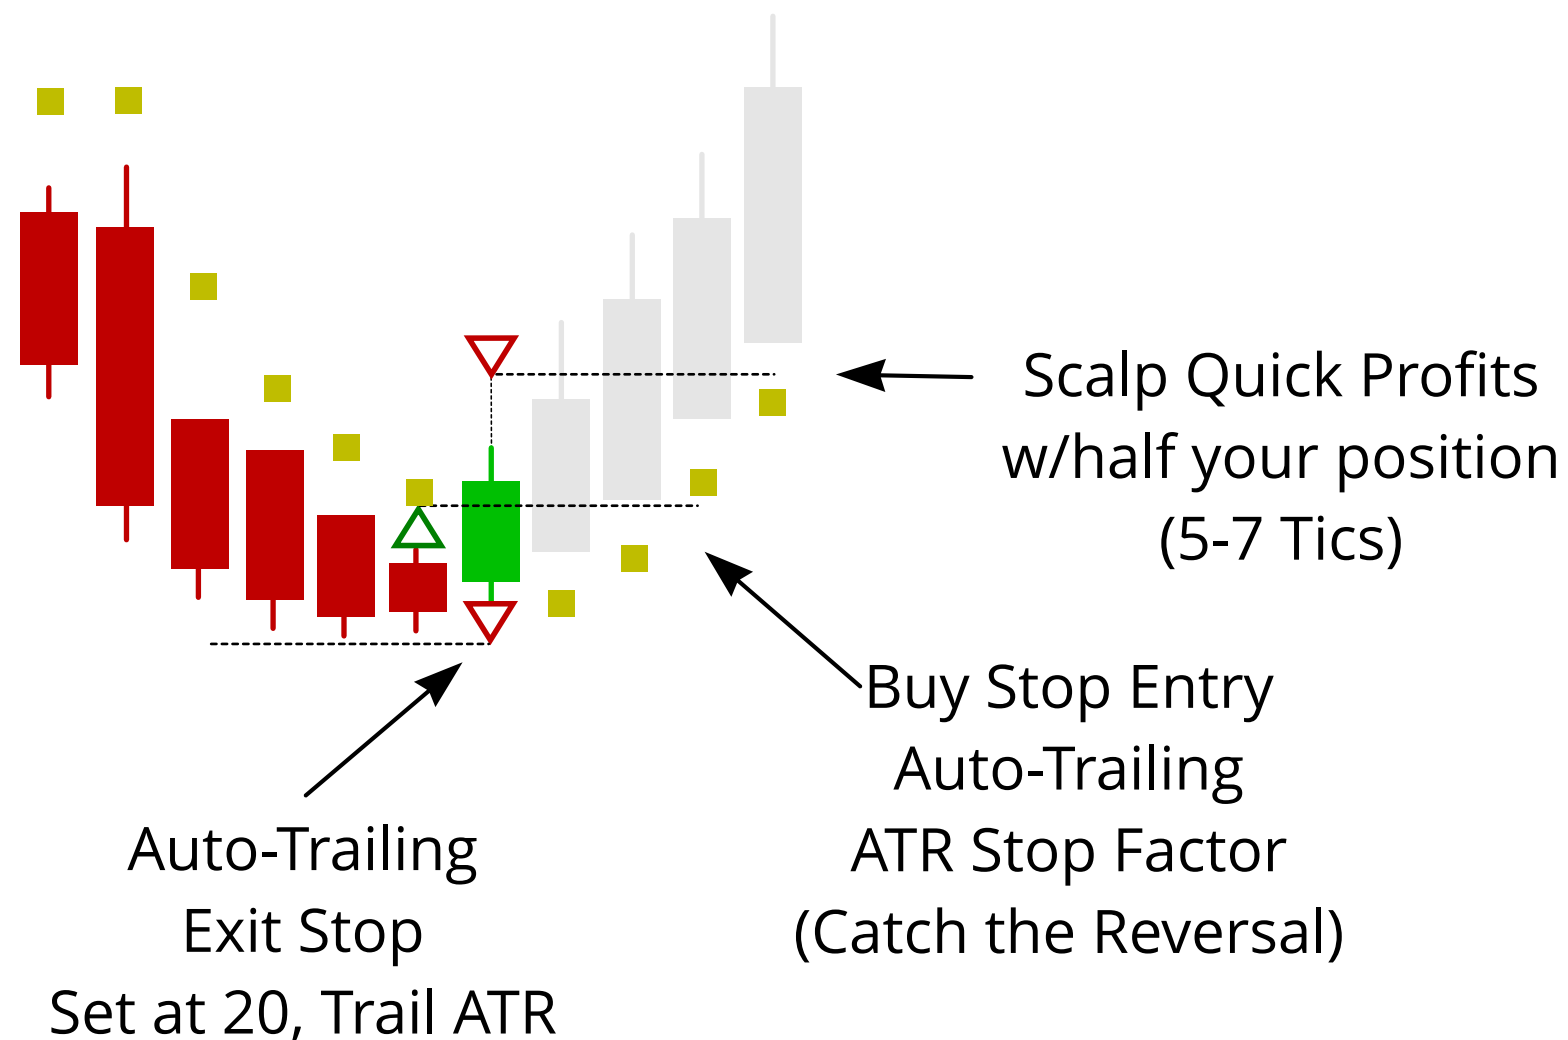 Scalp Quick Profits
w/half your position
(5-7 Tics)
Buy Stop Entry
Auto-Trailing
ATR Stop Factor
(Catch the Reversal)
Auto-Trailing
Exit Stop
Set at 20, Trail ATR